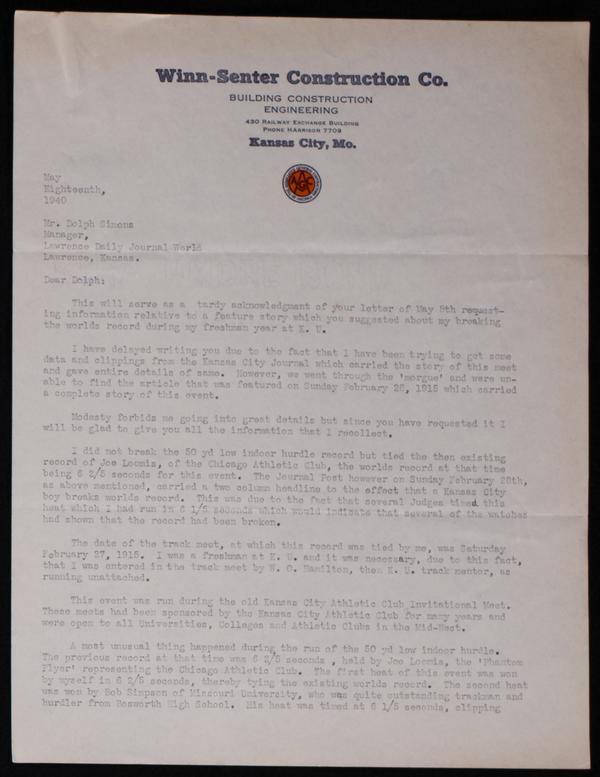 Winn-Senter Construction Co.
BUILDING CONSTRUCTION
ENGINEERING
430 RAILWAY EXCHANGE BUILDING
PHONE HARRISON 7709
Kansas City, Mo.
May
Eighteenth,
1940
Mr. Dolph Simons
Manager,
Lawrence Daily Journal World
Lawrence, Kansas.
Dear Dolph:
This will serve as a tardy acknowledgment of your letter of May 8th request-
ing information relative to a feature story which you suggested about my breaking
the worlds record during my freshman year at K. U.
I have delayed writing you due to the fact that I have been trying to get some
data and clippings from the Kansas City Journal which carried the story of this meet
and gave entire details of same. However, we went through the 'morgue' and were un-
able to find the article that was featured on Sunday February 28, 1915 which carried
a complete story of this event.
Modesty forbids me going into great details but since you have requested it I
will be glad to give you all the information that I recollect.
I did not break the 50 yd low indoor hurdle record but tied the then existing
record of Joe Loomis, of the Chicago Athletic Club, the worlds record at that time
being 6 2/5 seconds for this event. The Journal Post however on Sunday February 28th,
as above mentioned, carried a two column headline to the effect that a Kansas City
boy breaks worlds record. This was due to the fact that several Judges timed this
heat which I had run in 6 1/5 seconds which would indicate that several of the watches
had shown that the record had been broken.
The date of the track meet, at which this record was tied by me, was Saturday
February 27, 1915. I was a freshman at K. U. and it was necessary, due to this fact,
that I was entered in the track meet by W. O. Hamilton, then K. U. track mentor, as
running unattached.
This event was run during the old Kansas City Athletic Club Invitational Meet.
These meets had been sponsored by the Kansas City Athletic Club for many years and
were open to all Universities, Colleges and Athletic Clubs in the Mid-West.
A most unusual thing happened during the run of the 50 yd low indoor hurdle.
The previous record at that time was 6 2/5 seconds , held by Joe Loomis, the 'Phantom
Flyer' representing the Chicago Athletic Club. The first heat of this event was won
by myself in 6 2/5 seconds, thereby tying the existing worlds record. The second heat
was won by Bob Simpson of Missouri University, who was quite outstanding trackman and
hurdler from Bosworth High School. His heat was timed at 6 1/5 seconds, clipping